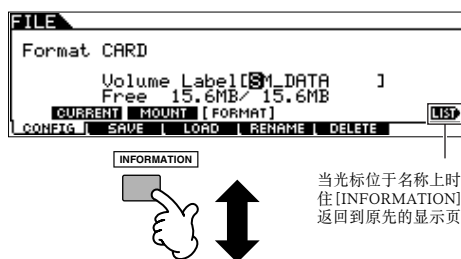 FILE
Format CARD
Volume Label[SM_DATA ]
Free 15.6MB/ 15.6MB
CURRENT MOUNT [FORMAT] LIST
CONFIG SAVE LOAD RENAME DELETE
INFORMATION
当光标位于名称上时
住[INFORMATION]
返回到原先的显示页